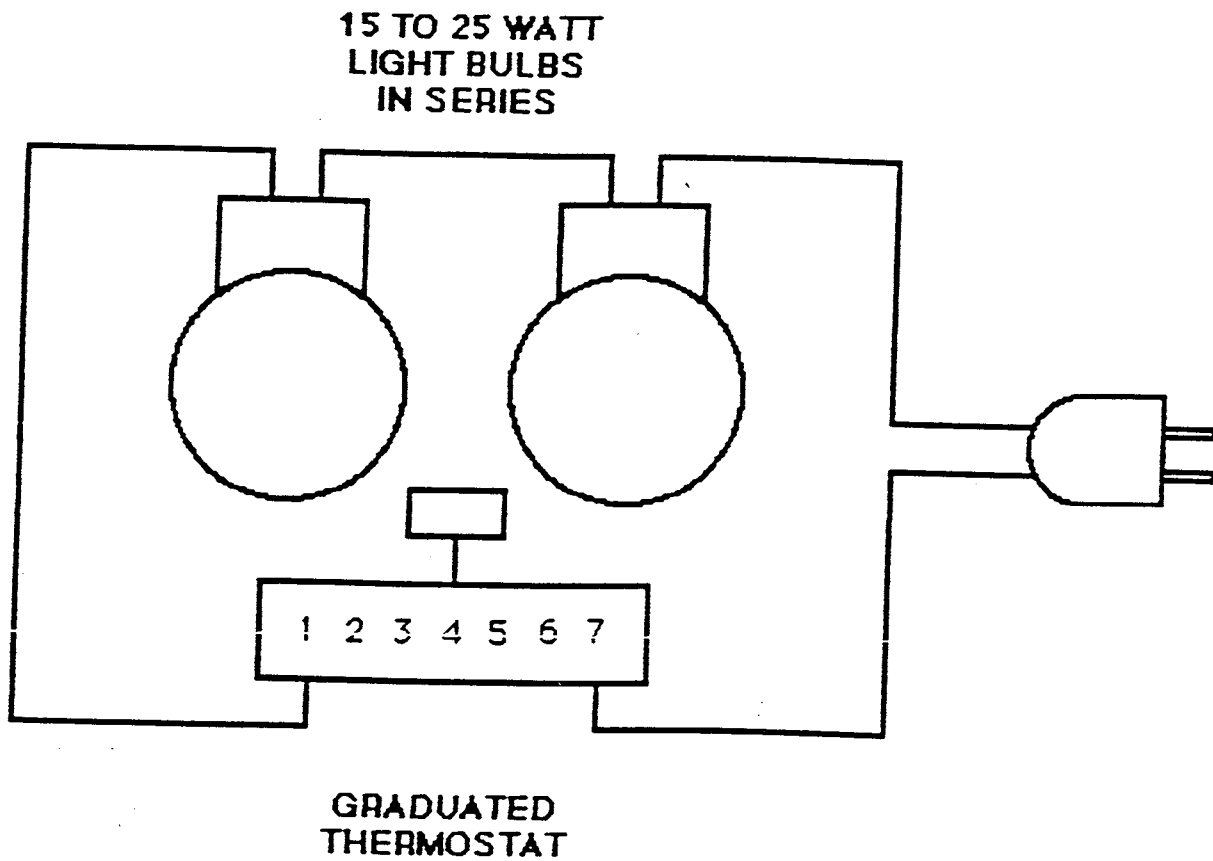 15 TO 25 WATT
LIGHT BULBS
IN SERIES
1 2 3 4 5 6 7
GRADUATED
THERMOSTAT